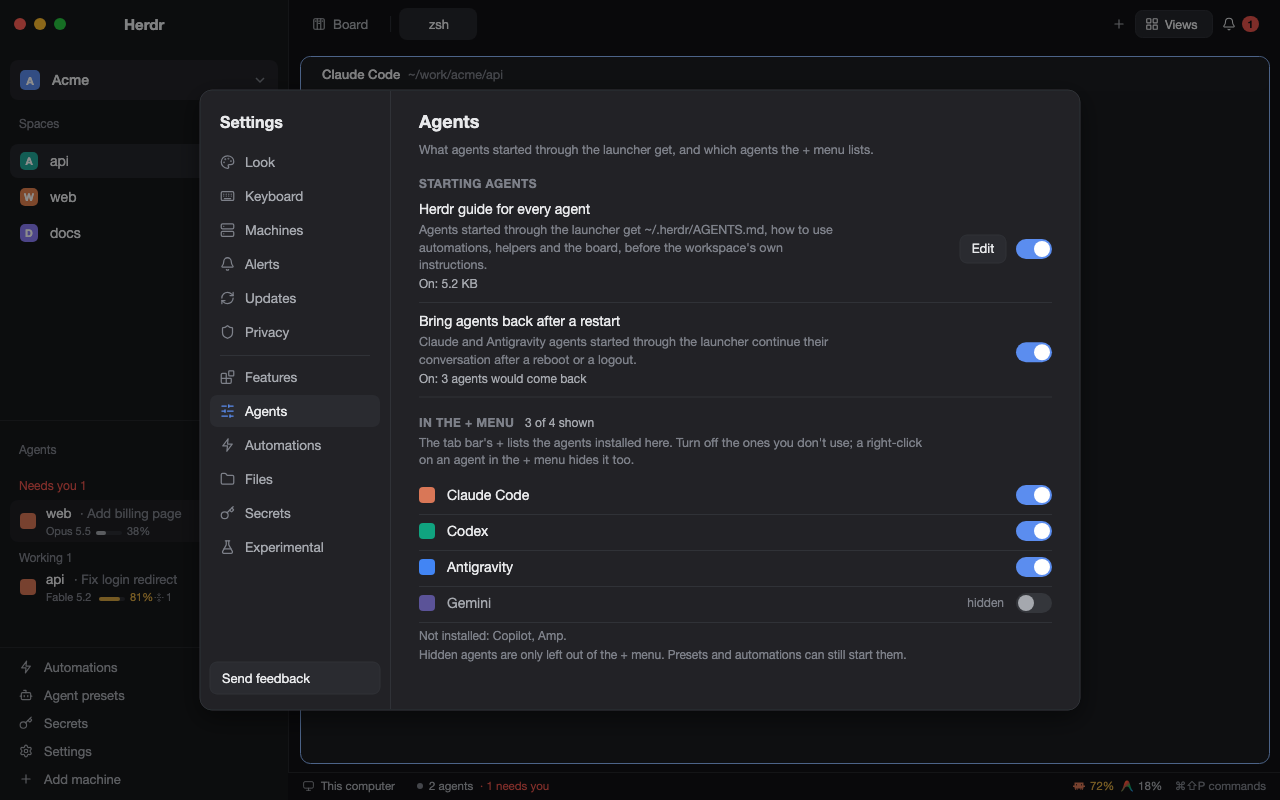 Herdr
Board
zsh
Views
1
A
Acme
Spaces
A
api
W
web
D
docs
Agents
Needs you 1
web · Add billing page
Opus 5.5 38%
Working 1
api · Fix login redirect
Fable 5.2 81% 1
Automations
Agent presets
Secrets
Settings
Add machine
Claude Code ~/work/acme/api
Settings
Look
Keyboard
Machines
Alerts
Updates
Privacy
Features
Agents
Automations
Files
Secrets
Experimental
Send feedback
Agents
What agents started through the launcher get, and which agents the + menu lists.
STARTING AGENTS
Herdr guide for every agent
Agents started through the launcher get ~/.herdr/AGENTS.md, how to use
automations, helpers and the board, before the workspace's own
instructions.
On: 5.2 KB
Edit
Bring agents back after a restart
Claude and Antigravity agents started through the launcher continue their
conversation after a reboot or a logout.
On: 3 agents would come back
IN THE + MENU 3 of 4 shown
The tab bar's + lists the agents installed here. Turn off the ones you don't use; a right-click
on an agent in the + menu hides it too.
Claude Code
Codex
Antigravity
Gemini hidden
Not installed: Copilot, Amp.
Hidden agents are only left out of the + menu. Presets and automations can still start them.
This computer
2 agents · 1 needs you
72% 18% ⌘⇧P commands